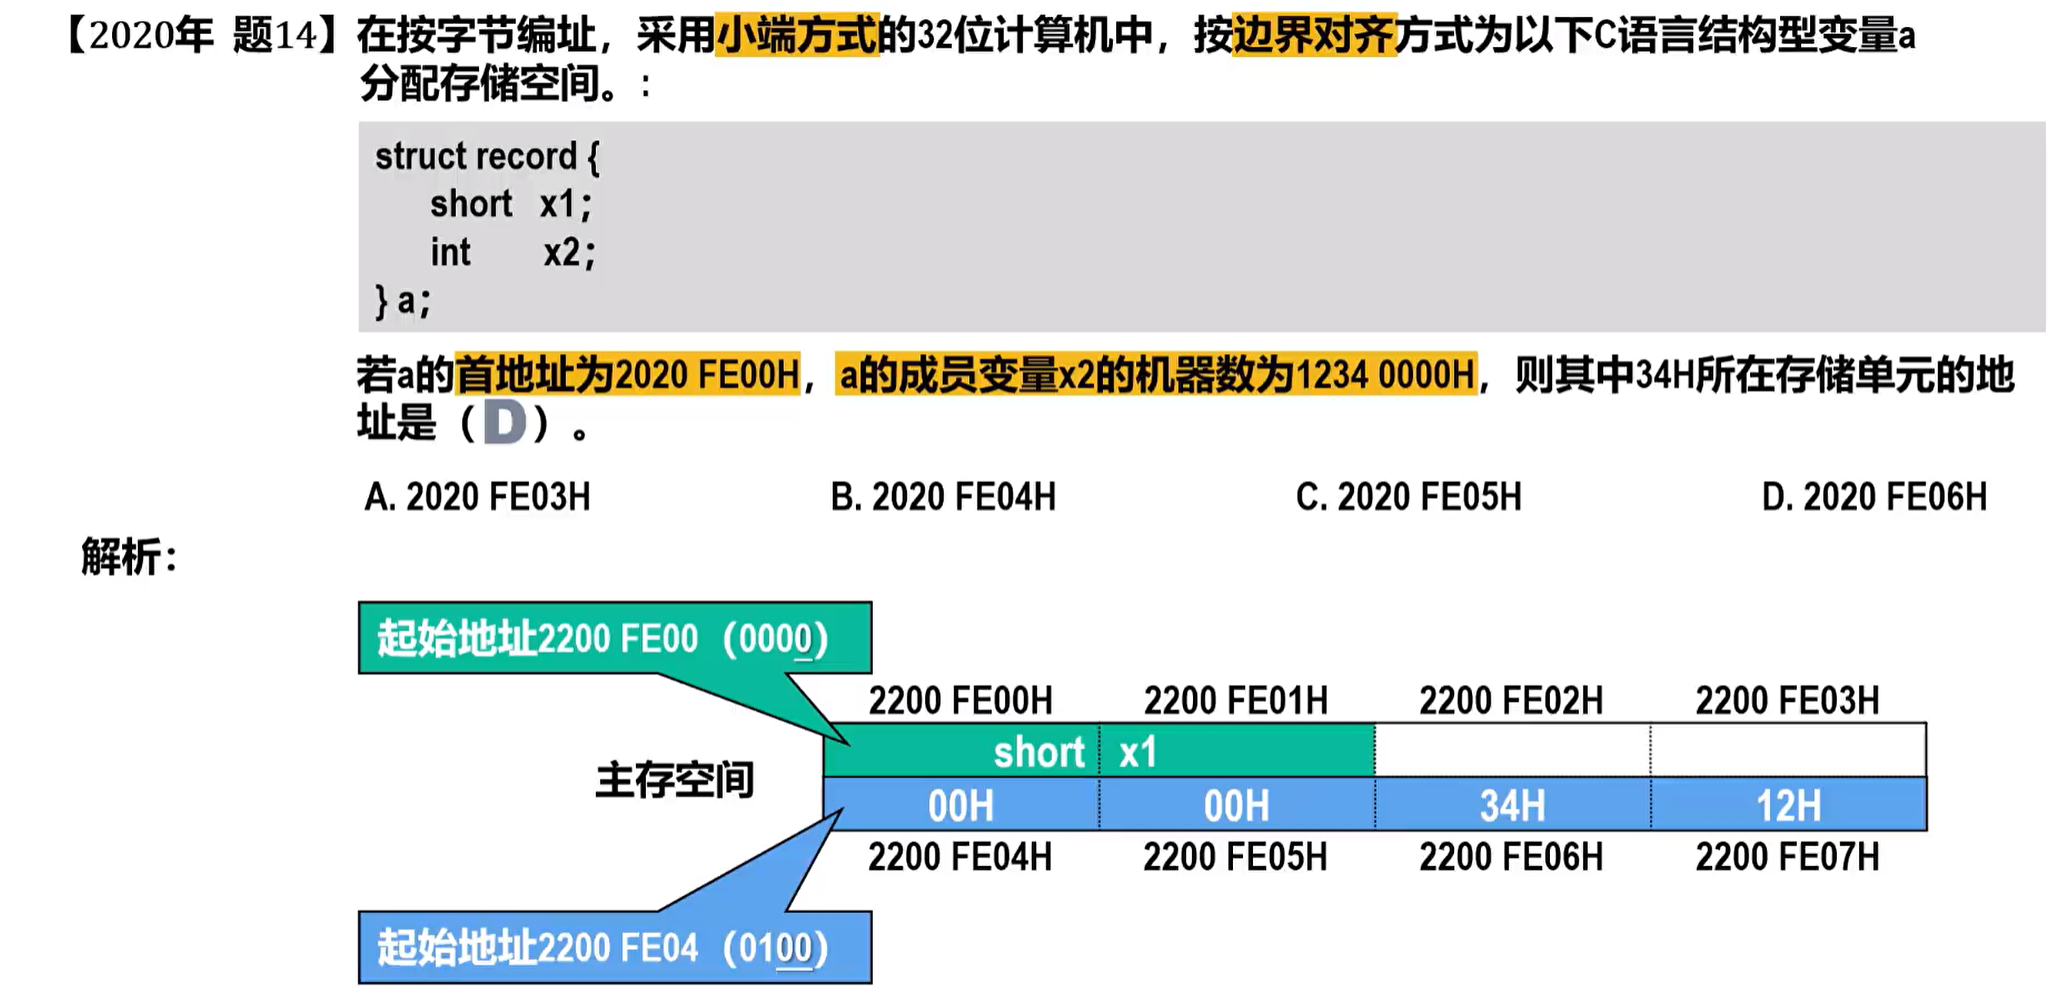 【2020年 题14】在按字节编址，采用小端方式的32位计算机中，按边界对齐方式为以下C语言结构型变量a
分配存储空间。:
struct record {
short x1;
int x2;
} a;
若a的首地址为2020 FE00H，a的成员变量x2的机器数为1234 0000H，则其中34H所在存储单元的地
址是（D）。
A. 2020 FE03H B. 2020 FE04H C. 2020 FE05H D. 2020 FE06H
解析：
起始地址2200 FE00（0000）
2200 FE00H 2200 FE01H 2200 FE02H 2200 FE03H
short x1
主存空间
00H 00H 34H 12H
2200 FE04H 2200 FE05H 2200 FE06H 2200 FE07H
起始地址2200 FE04（0100）